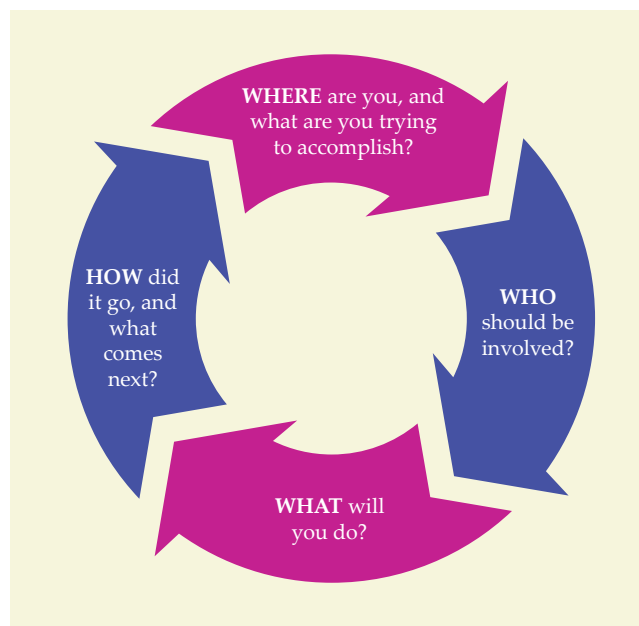 WHERE are you, and
what are you trying
to accomplish?
WHO
should be
involved?
WHAT will
you do?
HOW did
it go, and
what
comes
next?